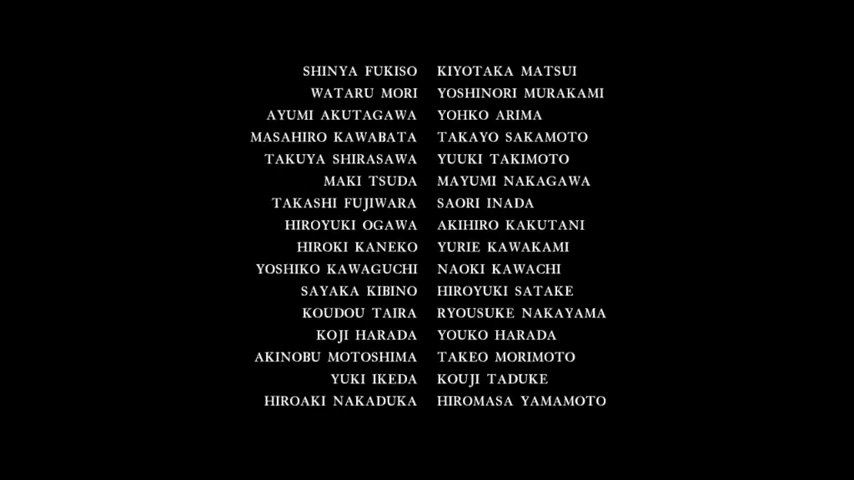 SHINYA FUKISO KIYOTAKA MATSUI
WATARU MORI YOSHINORI MURAKAMI
AYUMI AKUTAGAWA YOHKO ARIMA
MASAHIRO KAWABATA TAKAYO SAKAMOTO
TAKUYA SHIRASAWA YUUKI TAKIMOTO
MAKI TSUDA MAYUMI NAKAGAWA
TAKASHI FUJIWARA SAORI INADA
HIROYUKI OGAWA AKIHIRO KAKUTANI
HIROKI KANEKO YURIE KAWAKAMI
YOSHIKO KAWAGUCHI NAOKI KAWACHI
SAYAKA KIBINO HIROYUKI SATAKE
KOUDOU TAIRA RYOUSUKE NAKAYAMA
KOJI HARADA YOUKO HARADA
AKINOBU MOTOSHIMA TAKEO MORIMOTO
YUKI IKEDA KOUJI TADUKE
HIROAKI NAKADUKA HIROMASA YAMAMOTO